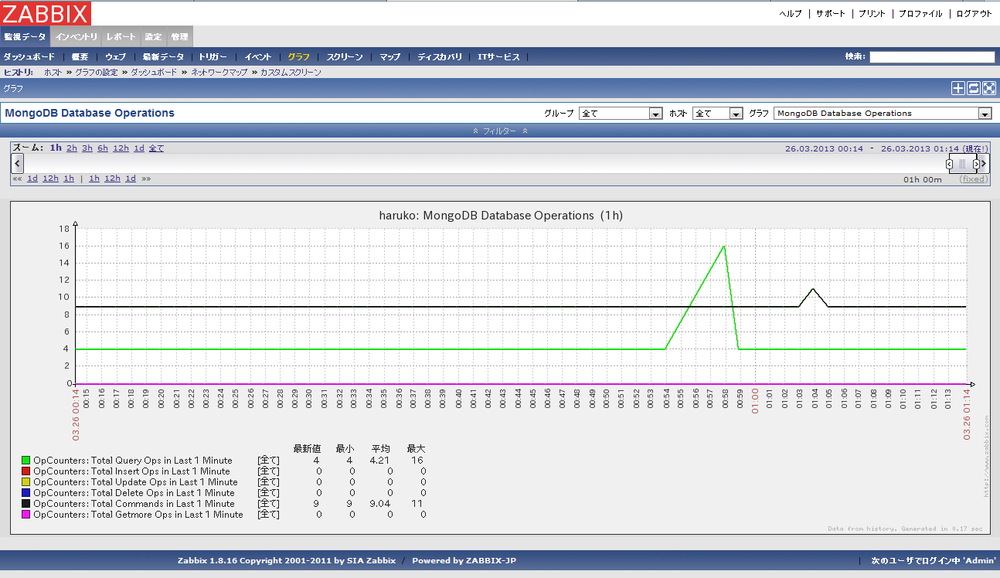 ZABBIX
ヘルプ | サポート | プリント | プロファイル | ログアウト
監視データ インベントリ レポート 設定 管理
ダッシュボード | 概要 | ウェブ | 最新データ | トリガー | イベント | グラフ | スクリーン | マップ | ディスカバリ | ITサービス | 検索:
ヒストリ: ホスト » グラフの設定 » ダッシュボード » ネットワークマップ » カスタムスクリーン
グラフ
MongoDB Database Operations グループ 全て ホスト 全て グラフ MongoDB Database Operations
フィルター
ズーム: 1h 2h 3h 6h 12h 1d 全て 26.03.2013 00:14 - 26.03.2013 01:14 (現在!)
«« 1d 12h 1h | 1h 12h 1d »» 01h 00m (fixed)
haruko: MongoDB Database Operations (1h)
18
16
14
12
10
8
6
4
2
0
03.26 00:14 00:15 00:16 00:17 00:18 00:19 00:20 00:21 00:22 00:23 00:24 00:25 00:26 00:27 00:28 00:29 00:30 00:31 00:32 00:33 00:34 00:35 00:36 00:37 00:38 00:39 00:40 00:41 00:42 00:43 00:44 00:45 00:46 00:47 00:48 00:49 00:50 00:51 00:52 00:53 00:54 00:55 00:56 00:57 00:58 00:59 01:00 01:01 01:02 01:03 01:04 01:05 01:06 01:07 01:08 01:09 01:10 01:11 01:12 01:13 03.26 01:14
最新値 最小 平均 最大
OpCounters: Total Query Ops in Last 1 Minute [全て] 4 4 4.21 16
OpCounters: Total Insert Ops in Last 1 Minute [全て] 0 0 0 0
OpCounters: Total Update Ops in Last 1 Minute [全て] 0 0 0 0
OpCounters: Total Delete Ops in Last 1 Minute [全て] 0 0 0 0
OpCounters: Total Commands in Last 1 Minute [全て] 9 9 9.04 11
OpCounters: Total Getmore Ops in Last 1 Minute [全て] 0 0 0 0
http://www.zabbix.com
Data from history. Generated in 0.17 sec
Zabbix 1.8.16 Copyright 2001-2011 by SIA Zabbix / Powered by ZABBIX-JP | 次のユーザでログイン中 'Admin'